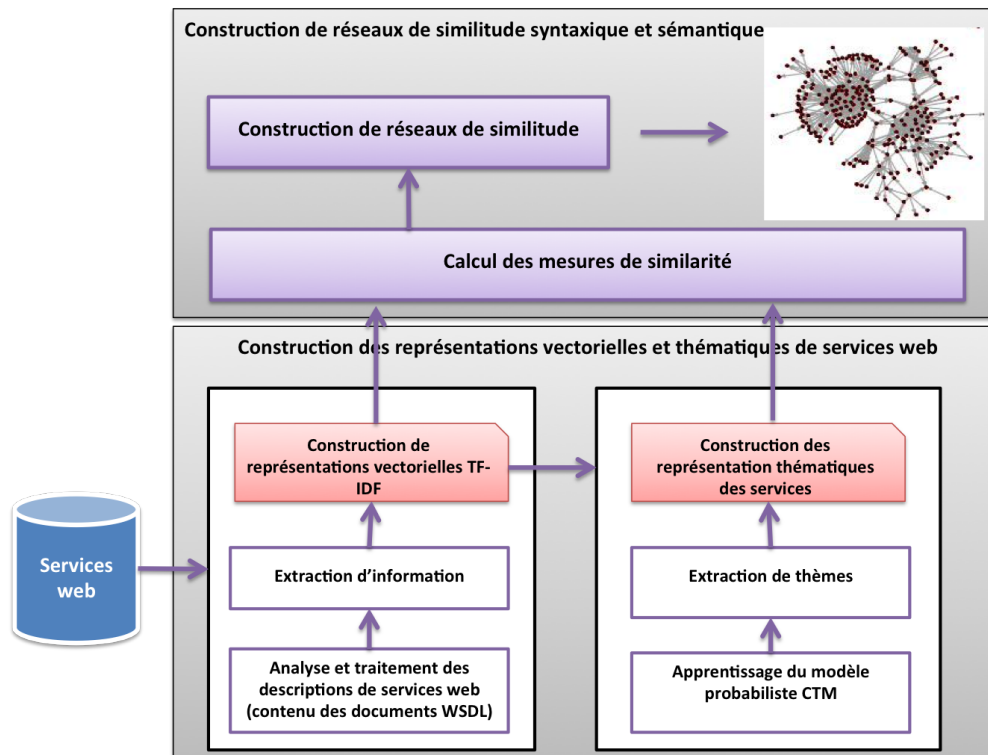 Construction de réseaux de similitude syntaxique et sémantique
Construction de réseaux de similitude
Calcul des mesures de similarité
Construction des représentations vectorielles et thématiques de services web
Construction de
représentations vectorielles TF-
IDF
Construction des
représentation thématiques
des services
Services
web
Extraction d’information
Extraction de thèmes
Analyse et traitement des
descriptions de services web
(contenu des documents WSDL)
Apprentissage du modèle
probabiliste CTM